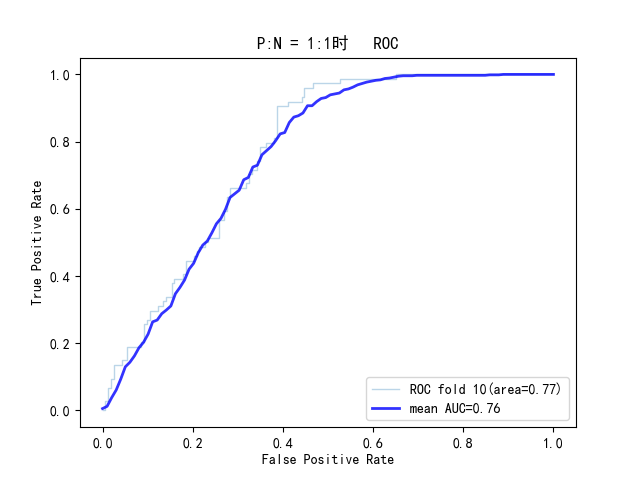 P:N = 1:1时 ROC
True Positive Rate
1.0
0.8
0.6
0.4
0.2
0.0
ROC fold 10(area=0.77)
mean AUC=0.76
0.0 0.2 0.4 0.6 0.8 1.0
False Positive Rate